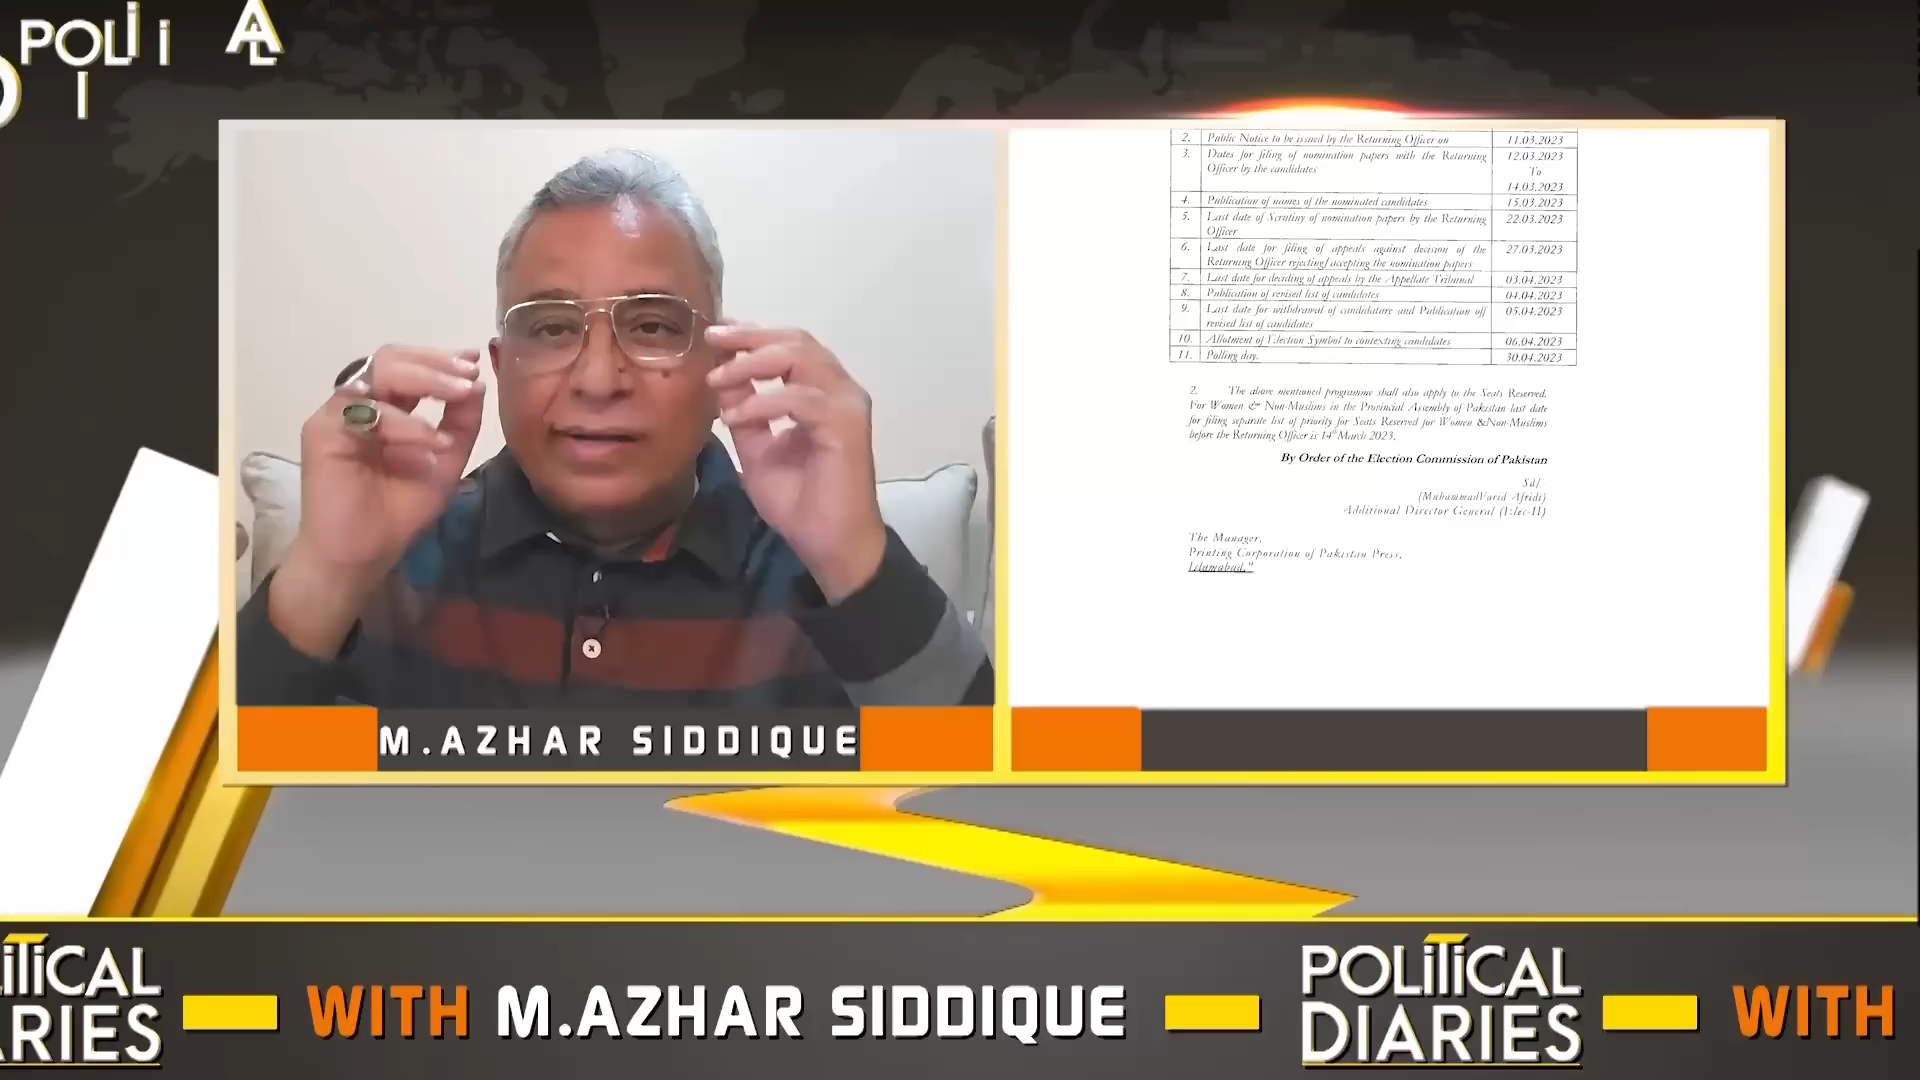 POLI i AL
I
2. Public Notice to be issued by the Returning Officer on 11.03.2023
3. Dates for filing of nomination papers with the Returning 12.03.2023
Officer by the candidates To
14.03.2023
4. Publication of names of the nominated candidates 15.03.2023
5. Last date of Scrutiny of nomination papers by the Returning 22.03.2023
Officer
6. Last date for filing of appeals against decision of the 27.03.2023
Returning Officer rejecting/accepting the nomination papers
7. Last date for deciding of appeals by the Appellate Tribunal 03.04.2023
8. Publication of revised list of candidates 04.04.2023
9. Last date for withdrawal of candidature and Publication off 05.04.2023
revised list of candidates
10. Allotment of Election Symbol to contesting candidates 06.04.2023
11. Polling day. 30.04.2023
2. The above mentioned programme shall also apply to the Seats Reserved.
For Women & Non-Muslims in the Provincial Assembly of Pakistan last date
for filing separate list of priority for Seats Reserved for Women &Non-Muslims
before the Returning Officer is 14th March 2023.
By Order of the Election Commission of Pakistan
Sd/-
(MuhammadFarid Afridi)
Additional Director General (Elec-II)
The Manager,
Printing Corporation of Pakistan Press,
Islamabad."
M.AZHAR SIDDIQUE
iTiCAL
ARIES
WITH M.AZHAR SIDDIQUE
POLiTiCAL
DIARIES
WITH